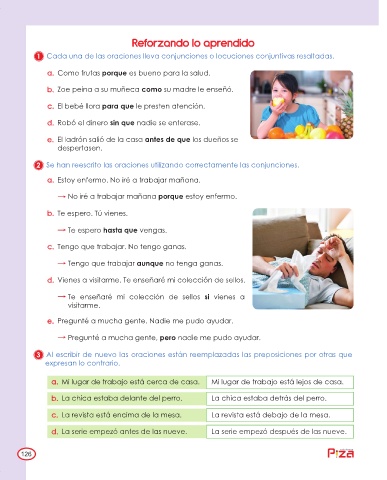 Reforzando lo aprendido
1 Cada una de las oraciones lleva conjunciones o locuciones conjuntivas resaltadas.
a. Como frutas porque es bueno para la salud.
b. Zoe peina a su muñeca como su madre le enseñó.
c. El bebé llora para que le presten atención.
d. Robó el dinero sin que nadie se enterase.
e. El ladrón salió de la casa antes de que los dueños se
despertasen.
2 Se han reescrito las oraciones utilizando correctamente las conjunciones.
a. Estoy enfermo. No iré a trabajar mañana.
→ No iré a trabajar mañana porque estoy enfermo.
b. Te espero. Tú vienes.
→ Te espero hasta que vengas.
c. Tengo que trabajar. No tengo ganas.
→ Tengo que trabajar aunque no tenga ganas.
d. Vienes a visitarme. Te enseñaré mi colección de sellos.
→ Te enseñaré mi colección de sellos si vienes a
visitarme.
e. Pregunté a mucha gente. Nadie me pudo ayudar.
→ Pregunté a mucha gente, pero nadie me pudo ayudar.
3 Al escribir de nuevo las oraciones están reemplazadas las preposiciones por otras que
expresan lo contrario.
a. Mi lugar de trabajo está cerca de casa. Mi lugar de trabajo está lejos de casa.
b. La chica estaba delante del perro. La chica estaba detrás del perro.
c. La revista está encima de la mesa. La revista está debajo de la mesa.
d. La serie empezó antes de las nueve. La serie empezó después de las nueve.
126
Piza